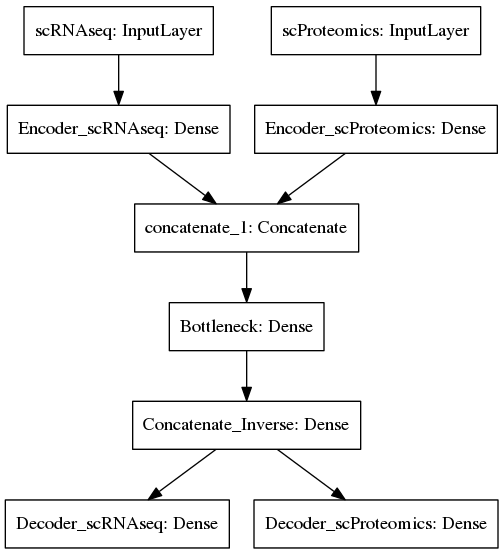 scRNAseq: InputLayer
scProteomics: InputLayer
Encoder_scRNAseq: Dense
Encoder_scProteomics: Dense
concatenate_1: Concatenate
Bottleneck: Dense
Concatenate_Inverse: Dense
Decoder_scRNAseq: Dense
Decoder_scProteomics: Dense